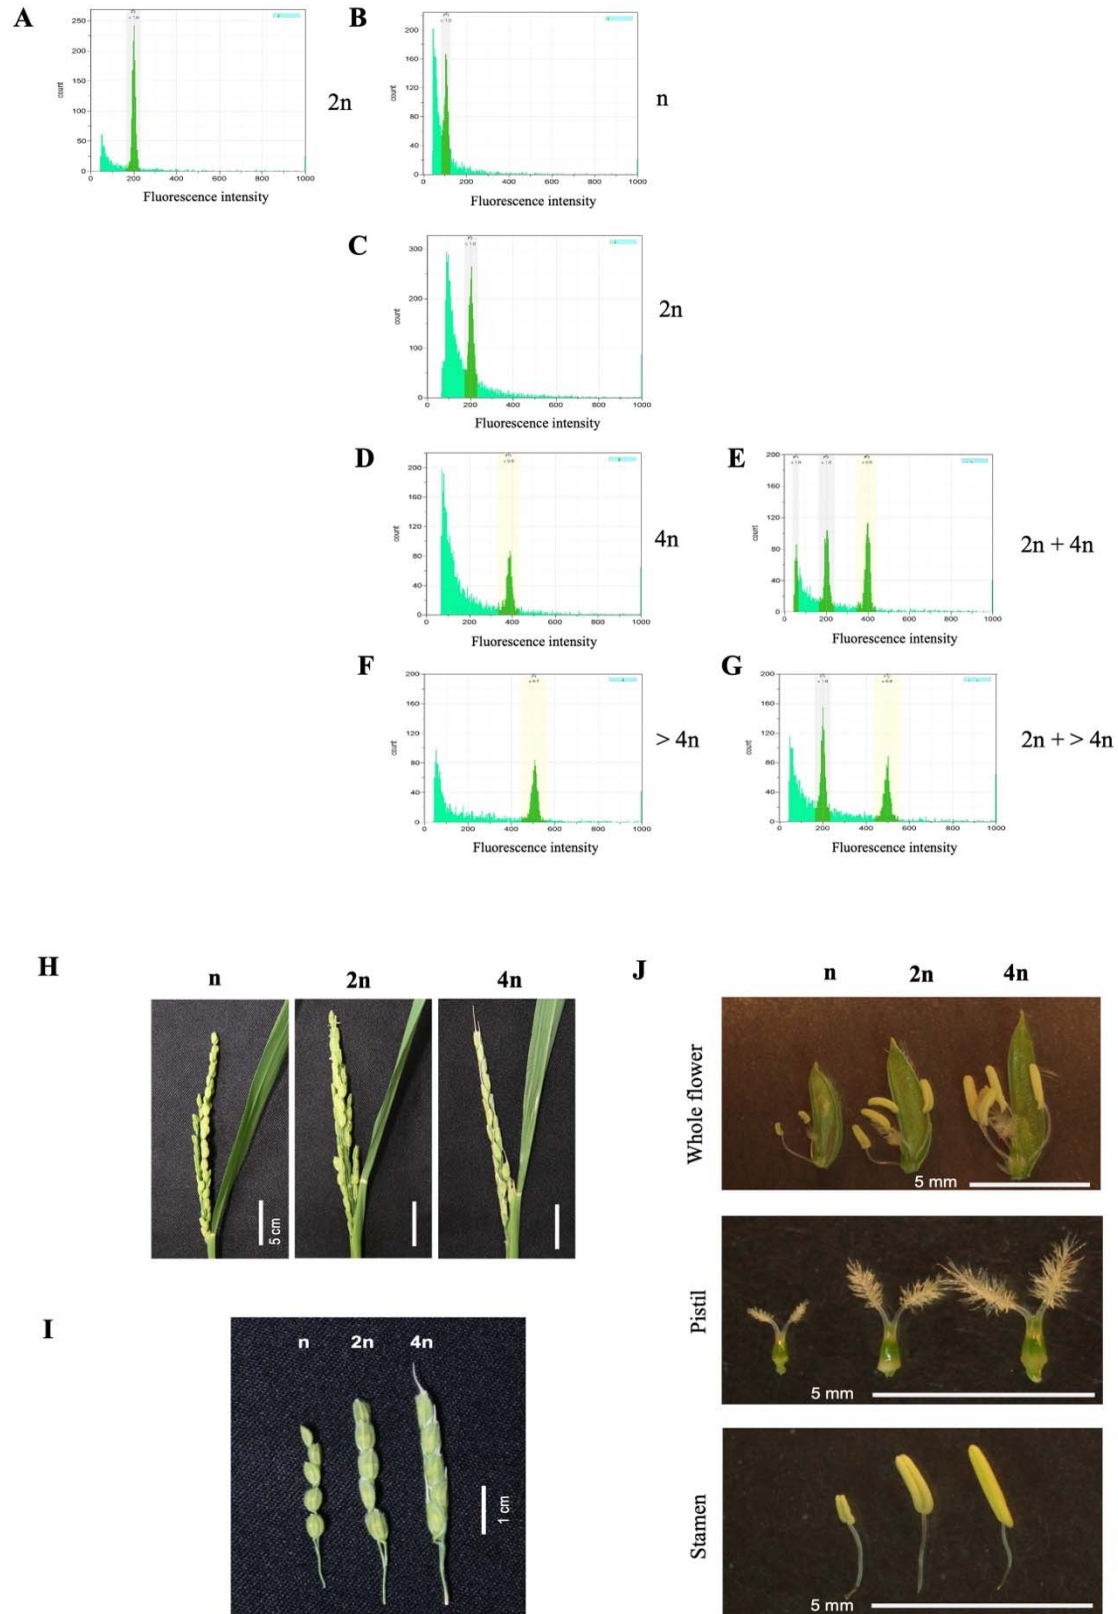 A
250
200
150
100
50
0
count
0 200 400 600 800 1000
Fluorescence intensity
2n
B
200
160
120
80
40
0
count
0 200 400 600 800 1000
Fluorescence intensity
n
C
300
200
100
0
count
0 200 400 600 800 1000
Fluorescence intensity
2n
D
200
160
120
80
40
0
count
0 200 400 600 800 1000
Fluorescence intensity
4n
E
200
160
120
80
40
0
count
0 200 400 600 800 1000
Fluorescence intensity
2n + 4n
F
200
160
120
80
40
0
count
0 200 400 600 800 1000
Fluorescence intensity
> 4n
G
200
160
120
80
40
0
count
0 200 400 600 800 1000
Fluorescence intensity
2n + > 4n
H
n 2n 4n
5 cm
I
n 2n 4n
1 cm
J
n 2n 4n
Whole flower
5 mm
Pistil
5 mm
Stamen
5 mm